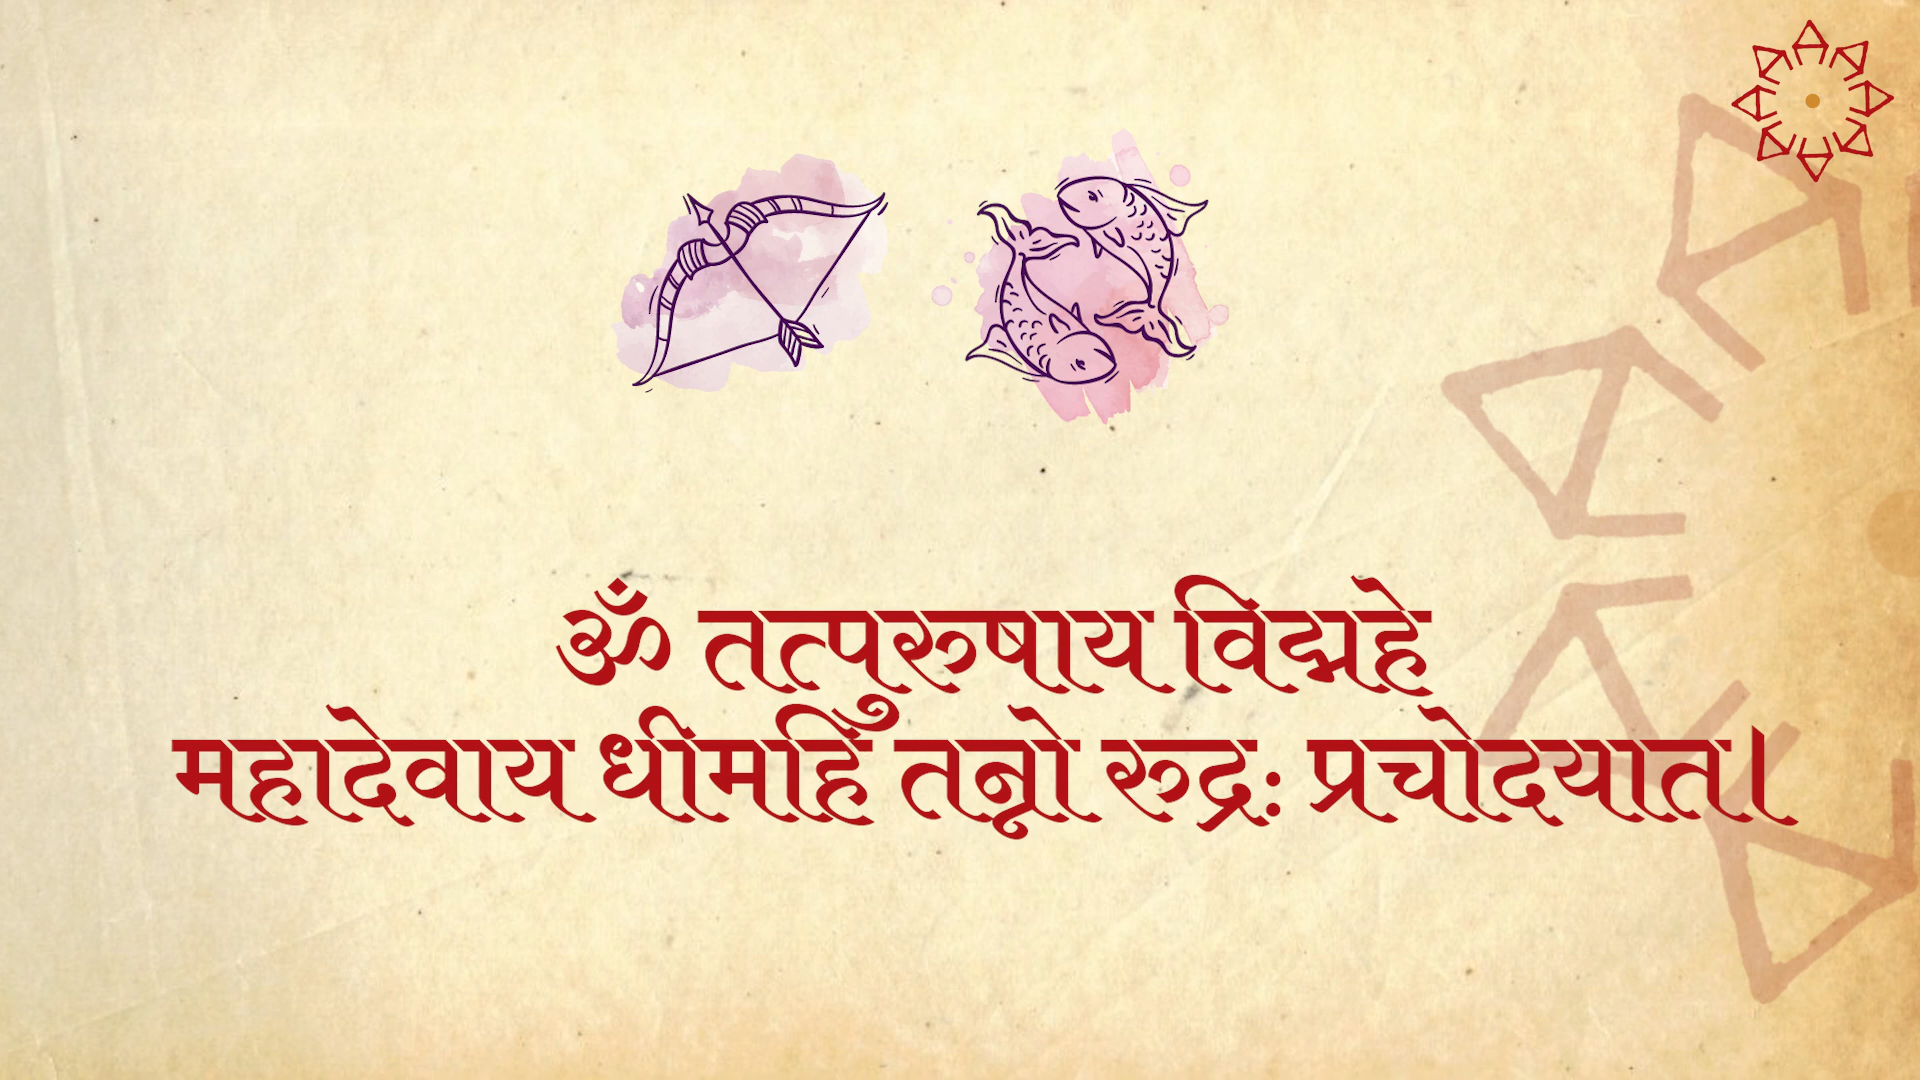 ॐ तत्पुरुषाय विद्महे
महादेवाय धीमहि तन्नो रुद्र: प्रचोदयात।